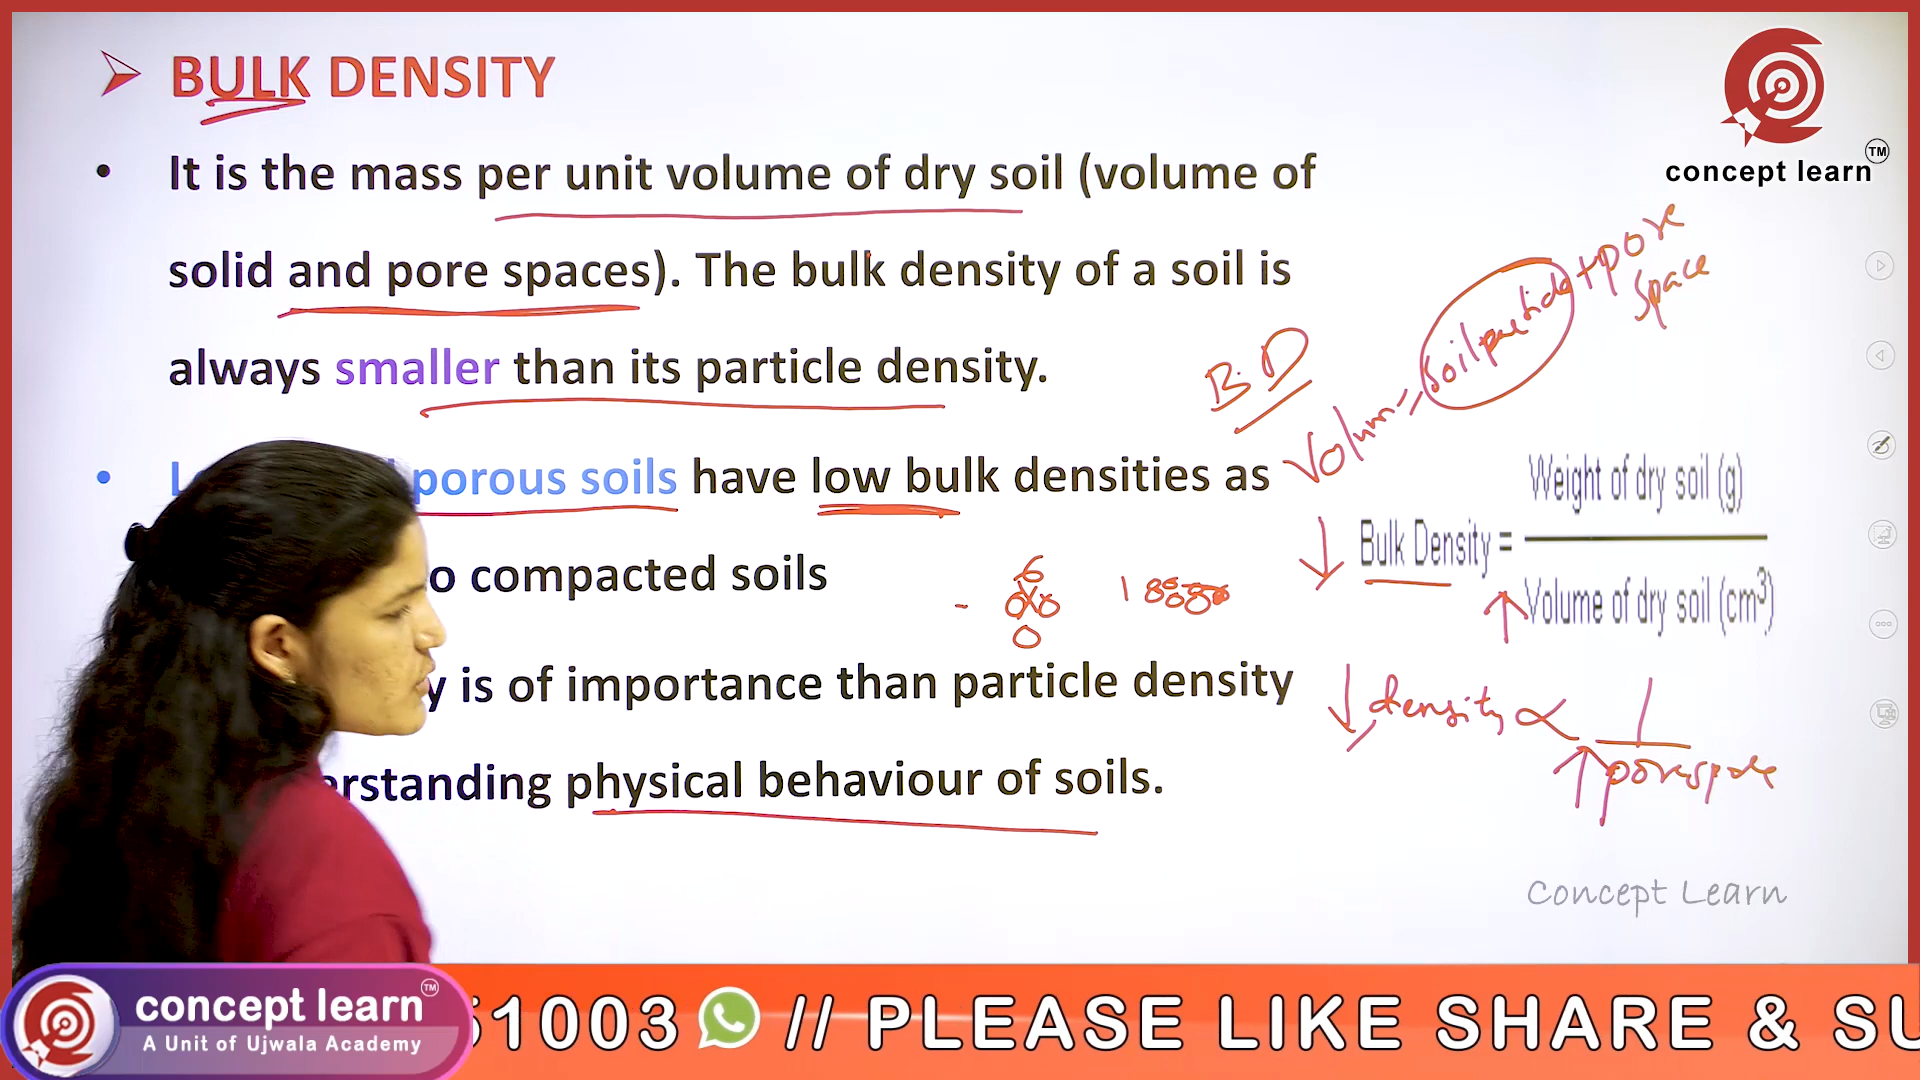 BULK DENSITY
• It is the mass per unit volume of dry soil (volume of
solid and pore spaces). The bulk density of a soil is
always smaller than its particle density.
• porous soils have low bulk densities as
compacted soils
y is of importance than particle density
erstanding physical behaviour of soils.
concept learn TM
B.D
Volume = soil particle + pore
space
Bulk Density = Weight of dry soil (g)
Volume of dry soil (cm³)
density ∝ 1
pore space
Concept Learn
concept learn TM
A Unit of Ujwala Academy
51003 // PLEASE LIKE SHARE & SU